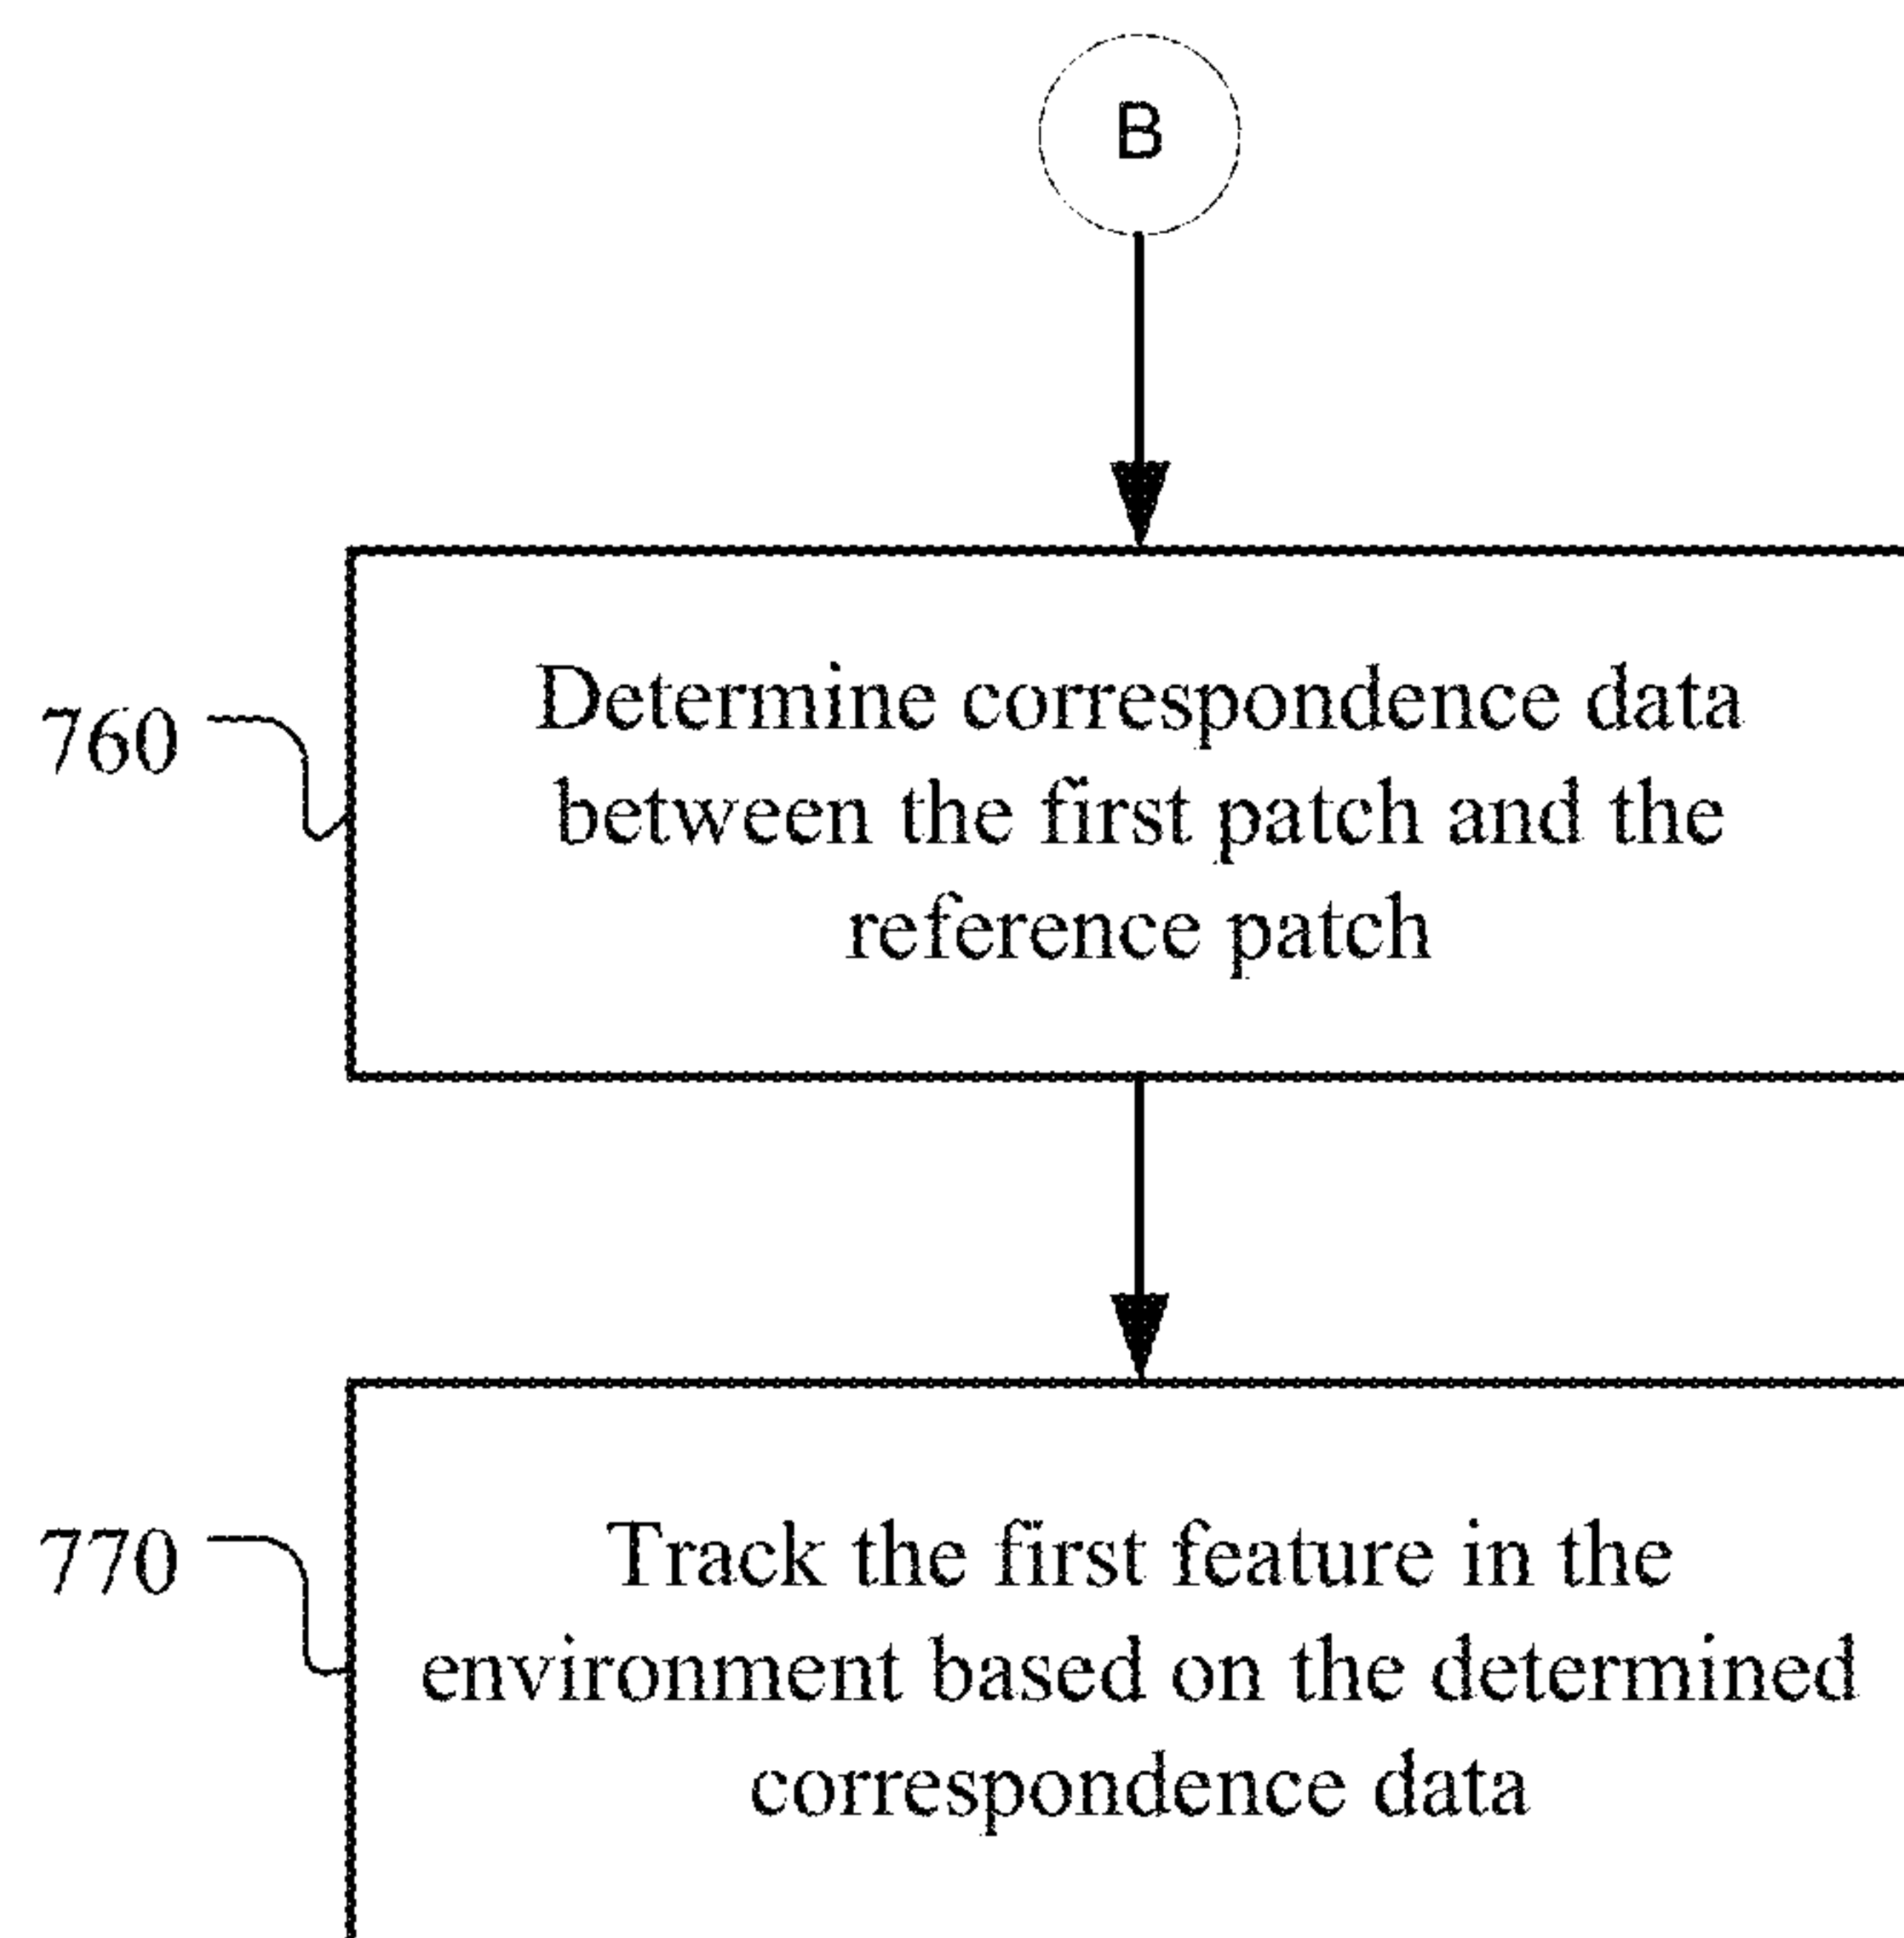 B
760
Determine correspondence data
between the first patch and the
reference patch
770
Track the first feature in the
environment based on the determined
correspondence data